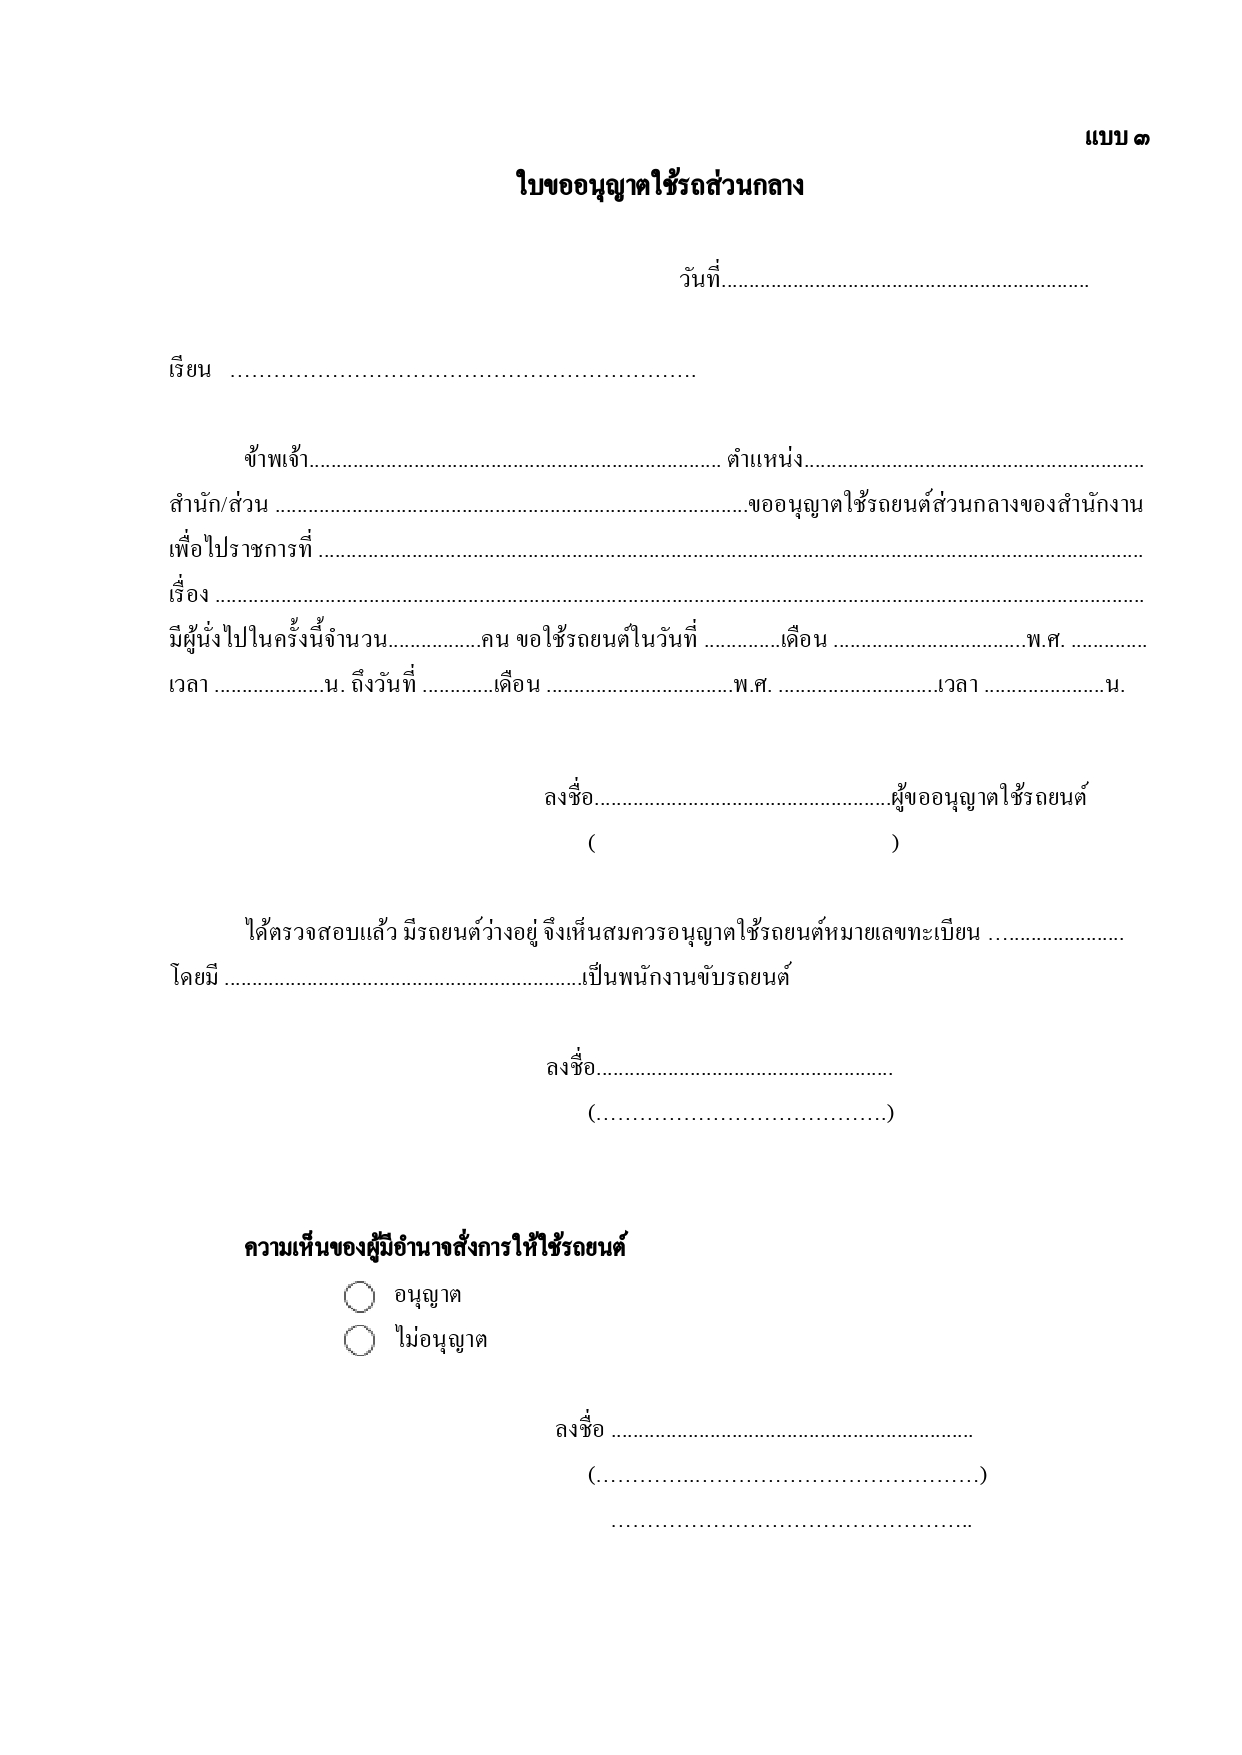 แบบ ๓
ใบขออนุญาตใช้รถส่วนกลาง
วันที่...................................................................
เรียน ……………………………………………………….
ข้าพเจ้า........................................................................... ตำแหน่ง..............................................................
สำนัก/ส่วน ......................................................................................ขออนุญาตใช้รถยนต์ส่วนกลางของสำนักงาน
เพื่อไปราชการที่ ......................................................................................................................................................
เรื่อง .........................................................................................................................................................................
มีผู้นั่งไปในครั้งนี้จำนวน.................คน ขอใช้รถยนต์ในวันที่ ..............เดือน ...................................พ.ศ. ..............
เวลา ....................น. ถึงวันที่ .............เดือน ..................................พ.ศ. .............................เวลา ......................น.
ลงชื่อ......................................................ผู้ขออนุญาตใช้รถยนต์
( )
ได้ตรวจสอบแล้ว มีรถยนต์ว่างอยู่ จึงเห็นสมควรอนุญาตใช้รถยนต์หมายเลขทะเบียน ….....................
โดยมี .................................................................เป็นพนักงานขับรถยนต์
ลงชื่อ......................................................
(………………………………….)
ความเห็นของผู้มีอำนาจสั่งการให้ใช้รถยนต์
อนุญาต
ไม่อนุญาต
ลงชื่อ ..................................................................
(………….…………………………………)
…………………………………………..